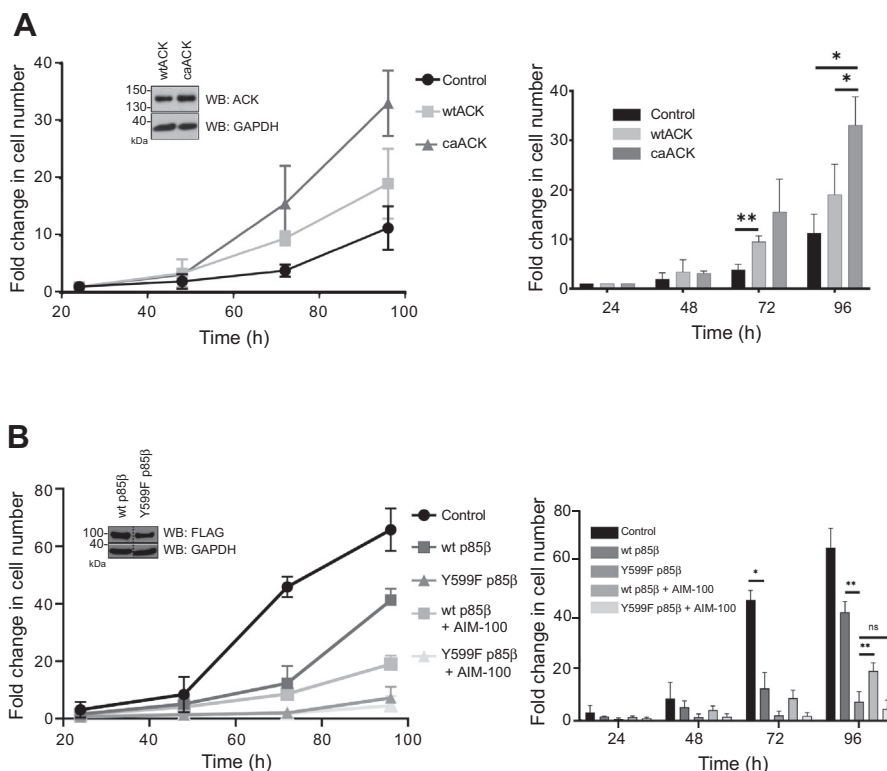 A
wtACK
caACK
150
130
40
kDa
WB: ACK
WB: GAPDH
Control
wtACK
caACK
Fold change in cell number
40
30
20
10
0
20
40
60
80
100
Time (h)
Fold change in cell number
40
30
20
10
0
Control
wtACK
caACK
*
*
**
24
48
72
96
Time (h)
B
wt p85β
Y599F p85β
100
40
kDa
WB: FLAG
WB: GAPDH
Control
wt p85β
Y599F p85β
wt p85β
+ AIM-100
Y599F p85β
+ AIM-100
Fold change in cell number
80
60
40
20
0
20
40
60
80
100
Time (h)
Fold change in cell number
80
60
40
20
0
Control
wt p85β
Y599F p85β
wt p85β + AIM-100
Y599F p85β + AIM-100
*
**
ns
**
24
48
72
96
Time (h)